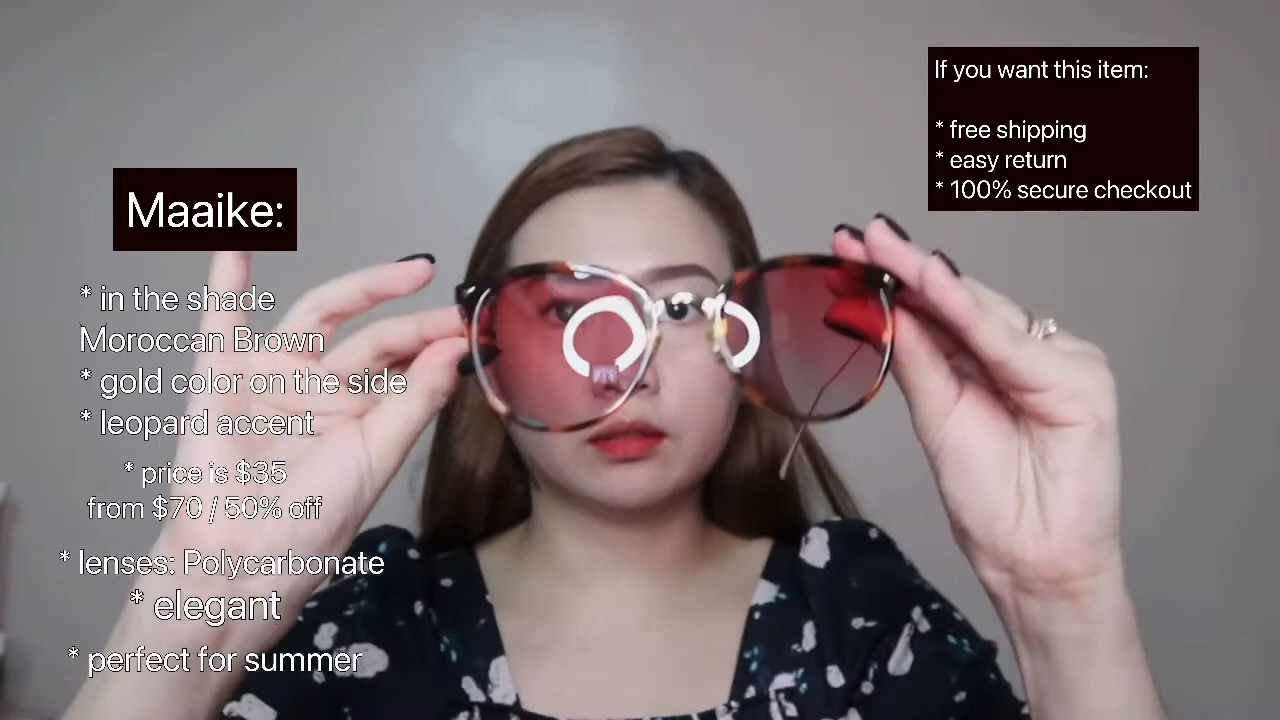 Maaike:
* in the shade
Moroccan Brown
* gold color on the side
* leopard accent
* price is $35
from $70 / 50% off
* lenses: Polycarbonate
* elegant
* perfect for summer
If you want this item:
* free shipping
* easy return
* 100% secure checkout